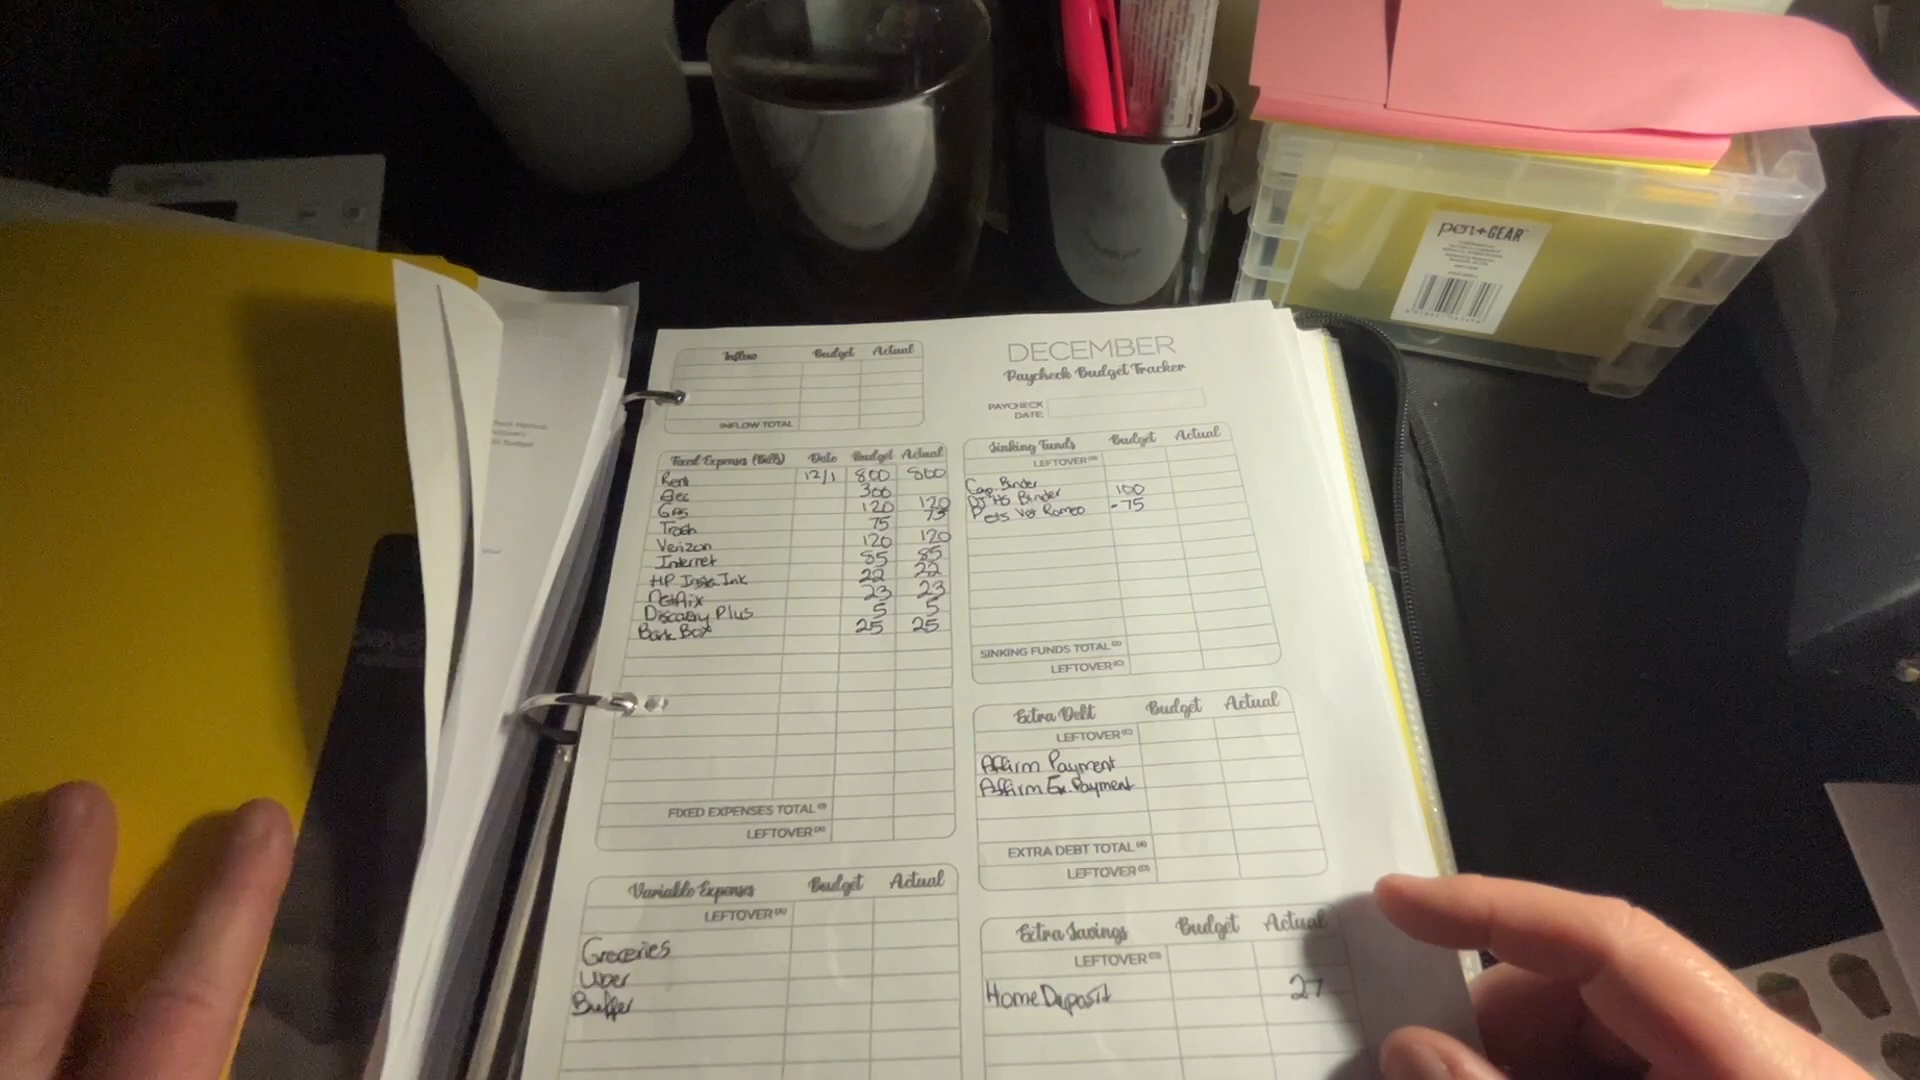 pen+GEAR
DECEMBER
Paycheck Budget Tracker
PAYCHECK DATE:
Inflow Budget Actual
INFLOW TOTAL
Fixed Expenses (Bills) Date Budget Actual
Rent 12/1 800 800
Elec 300
Gas 120 120
Trash 75 73
Verizon 120 120
Internet 85 85
HP Insta Ink 22 22
Netflix 23 23
Discovery Plus 5 5
Bark Box 25 25
FIXED EXPENSES TOTAL
LEFTOVER (A)
Variable Expenses Budget Actual
LEFTOVER (A)
Groceries
Uber
Buffer
Sinking Funds Budget Actual
LEFTOVER
Cap. Binder
DJ HS Binder 100
Pets Vet Romeo -75
SINKING FUNDS TOTAL
LEFTOVER
Extra Debt Budget Actual
LEFTOVER
Affirm Payment
Affirm Ex. Payment
EXTRA DEBT TOTAL
LEFTOVER
Extra Savings Budget Actual
LEFTOVER
Home Deposit 27